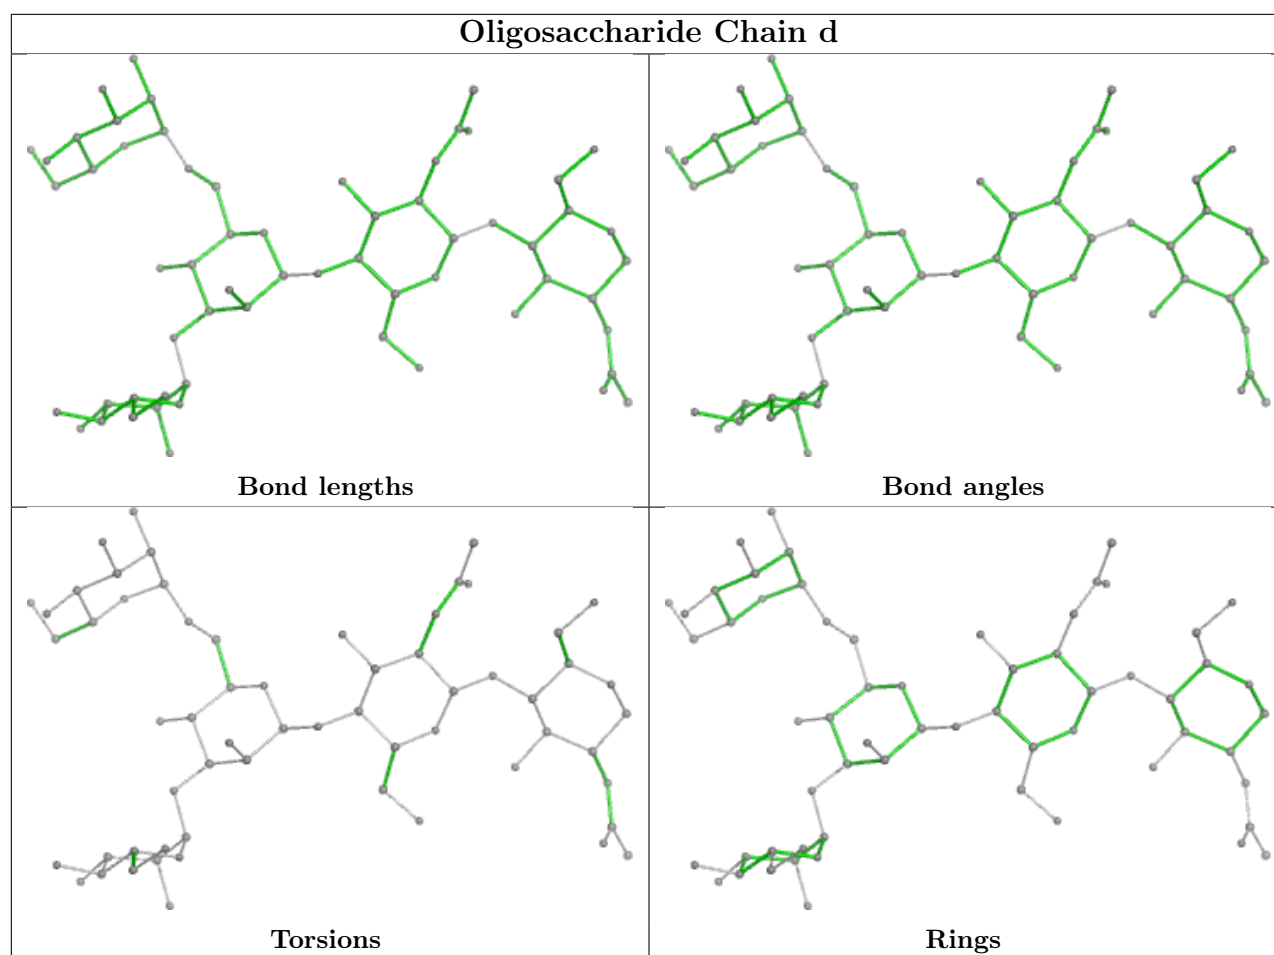 Oligosaccharide Chain d
Bond lengths
Bond angles
Torsions
Rings